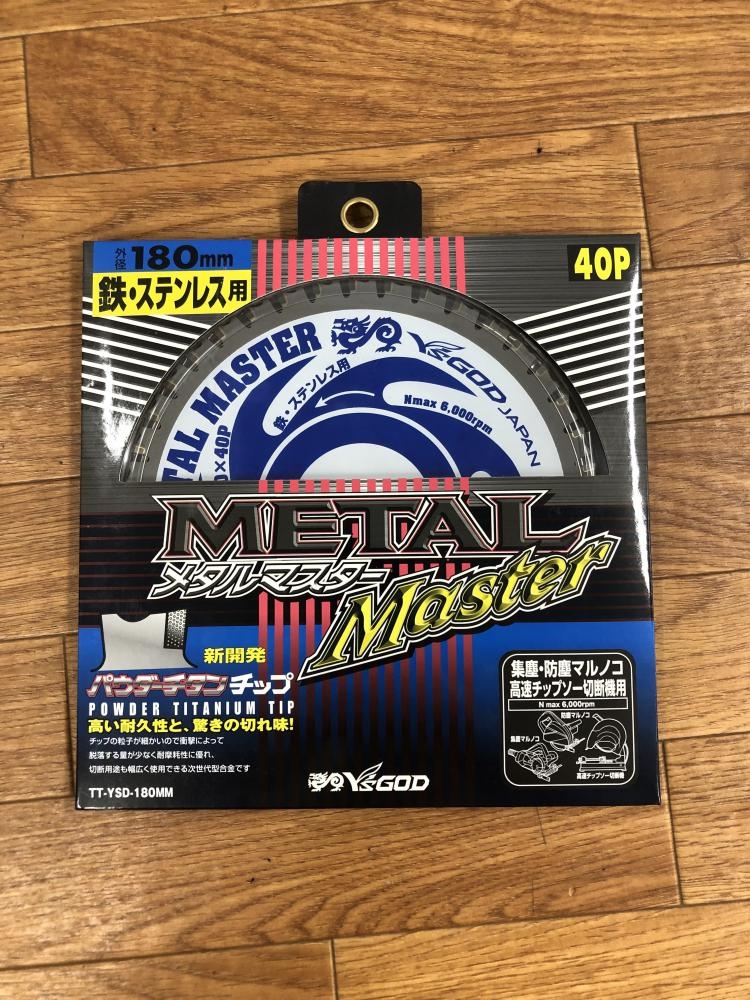 外径180mm
鉄・ステンレス用
40P
METAL MASTER
Y'sGOD JAPAN
鉄・ステンレス用
Nmax 6,000rpm
×40P
METAL
メタルマスター
Master
新開発
パウダーチタンチップ
POWDER TITANIUM TIP
高い耐久性と、驚きの切れ味!
チップの粒子が細かいので衝撃によって
脱落する量が少なく耐摩耗性に優れ、
切断用途も幅広く使用できる次世代型合金です
TT-YSD-180MM
Y'sGOD
集塵・防塵マルノコ
高速チップソー切断機用
N max 6,000rpm
防塵マルノコ
集塵マルノコ
高速チップソー切断機